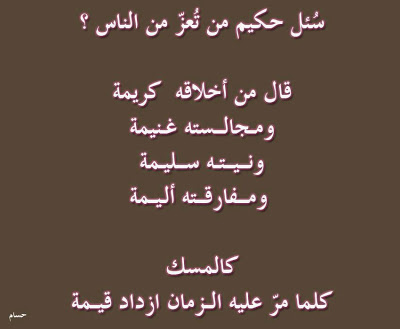 سُئل حكيم من تُعزّ من الناس ؟
قال من أخلاقه كريمة
ومجالسته غنيمة
ونيته سليمة
ومفارقته أليمة
كالمسك
كلما مرّ عليه الزمان ازداد قيمة
حسام